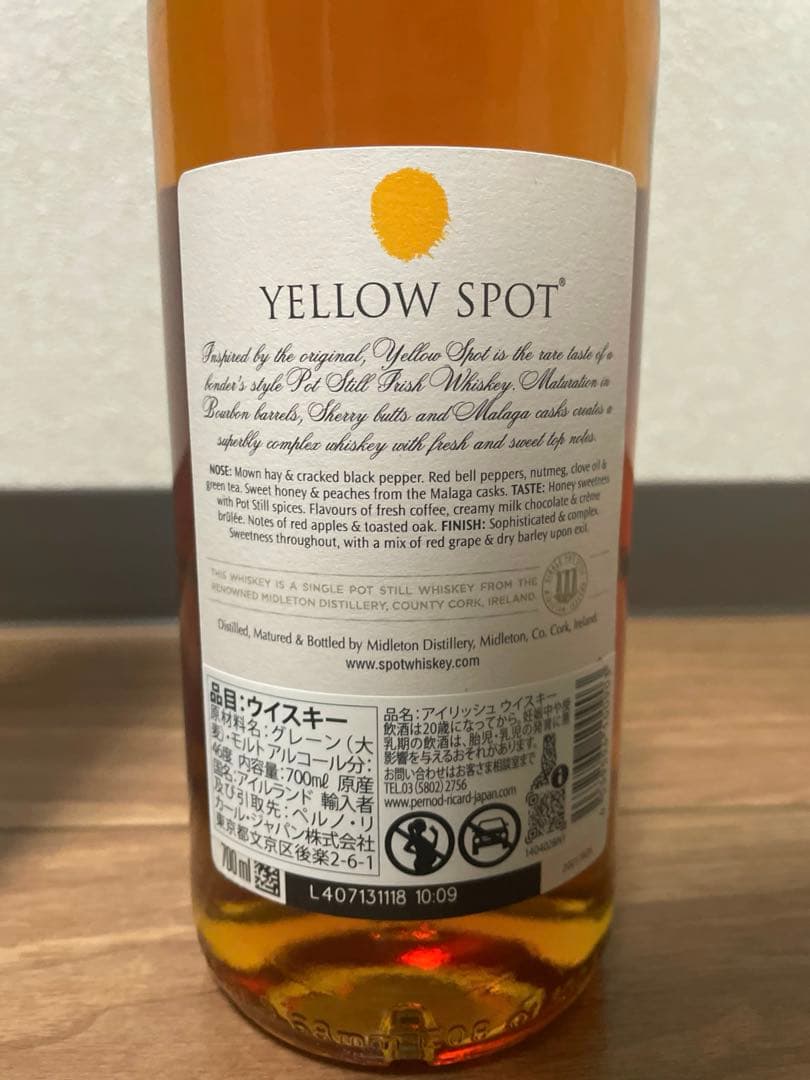 YELLOW SPOT®
Inspired by the original, Yellow Spot is the rare taste of a
bonder's style Pot Still Irish Whiskey. Maturation in
Bourbon barrels, Sherry butts and Malaga casks creates a
superbly complex whiskey with fresh and sweet top notes.
NOSE: Mown hay & cracked black pepper. Red bell peppers, nutmeg, clove oil &
green tea. Sweet honey & peaches from the Malaga casks. TASTE: Honey sweetness
with Pot Still spices. Flavours of fresh coffee, creamy milk chocolate & crème
brûlée. Notes of red apples & toasted oak. FINISH: Sophisticated & complex.
Sweetness throughout, with a mix of red grape & dry barley upon exit.
THIS WHISKEY IS A SINGLE POT STILL WHISKEY FROM THE
RENOWNED MIDLETON DISTILLERY, COUNTY CORK, IRELAND.
Distilled, Matured & Bottled by Midleton Distillery, Midleton, Co. Cork, Ireland.
www.spotwhiskey.com
品目:ウイスキー
原材料名:グレーン(大
麦)・モルト アルコール分:
46度 内容量:700mℓ 原産
国名:アイルランド 輸入者
及び引取先:ペルノ・リ
カール・ジャパン株式会社
東京都文京区後楽2-6-1
品名:アイリッシュ ウイスキー
飲酒は20歳になってから。妊娠中や授
乳期の飲酒は、胎児・乳児の発育に悪
影響を与えるおそれがあります。
お問い合わせはお客さま相談室まで
TEL.03 (5802) 2756
www.pernod-ricard-japan.com
700 ml
L407131118 10:09